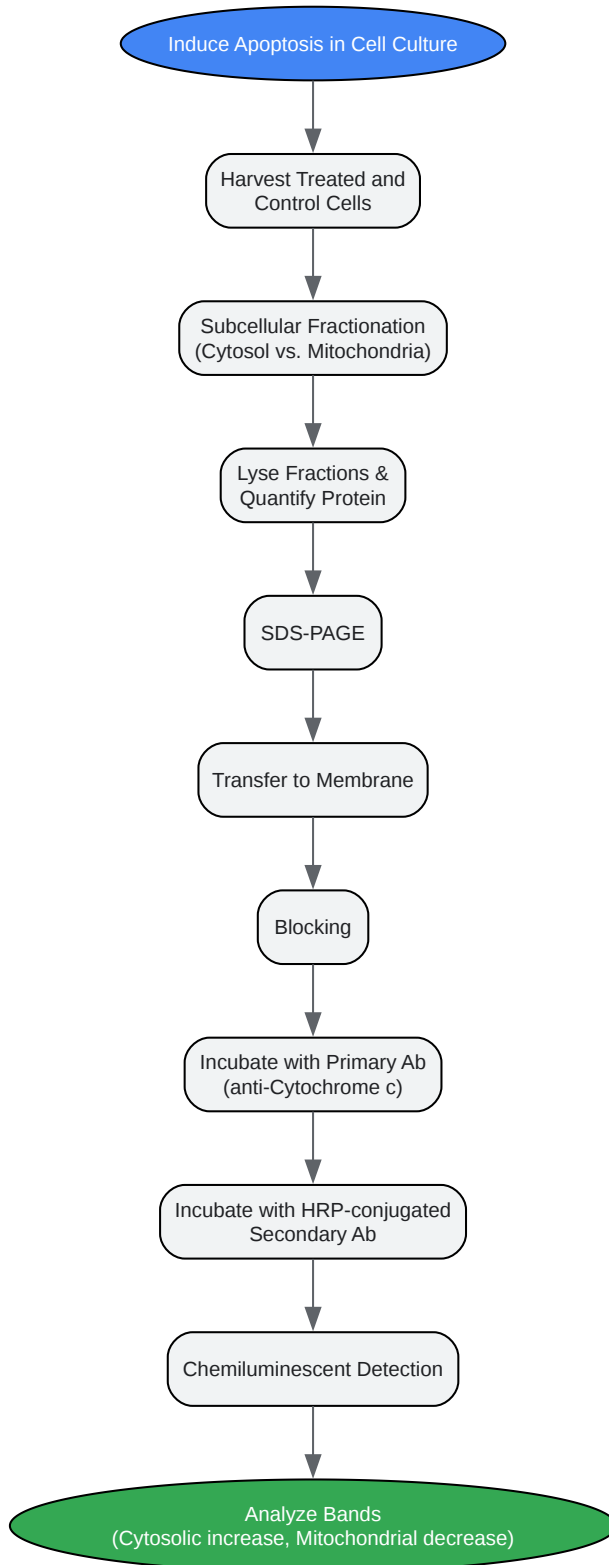 Induce Apoptosis in Cell Culture
Harvest Treated and
Control Cells
Subcellular Fractionation
(Cytosol vs. Mitochondria)
Lyse Fractions &
Quantify Protein
SDS-PAGE
Transfer to Membrane
Blocking
Incubate with Primary Ab
(anti-Cytochrome c)
Incubate with HRP-conjugated
Secondary Ab
Chemiluminescent Detection
Analyze Bands
(Cytosolic increase, Mitochondrial decrease)